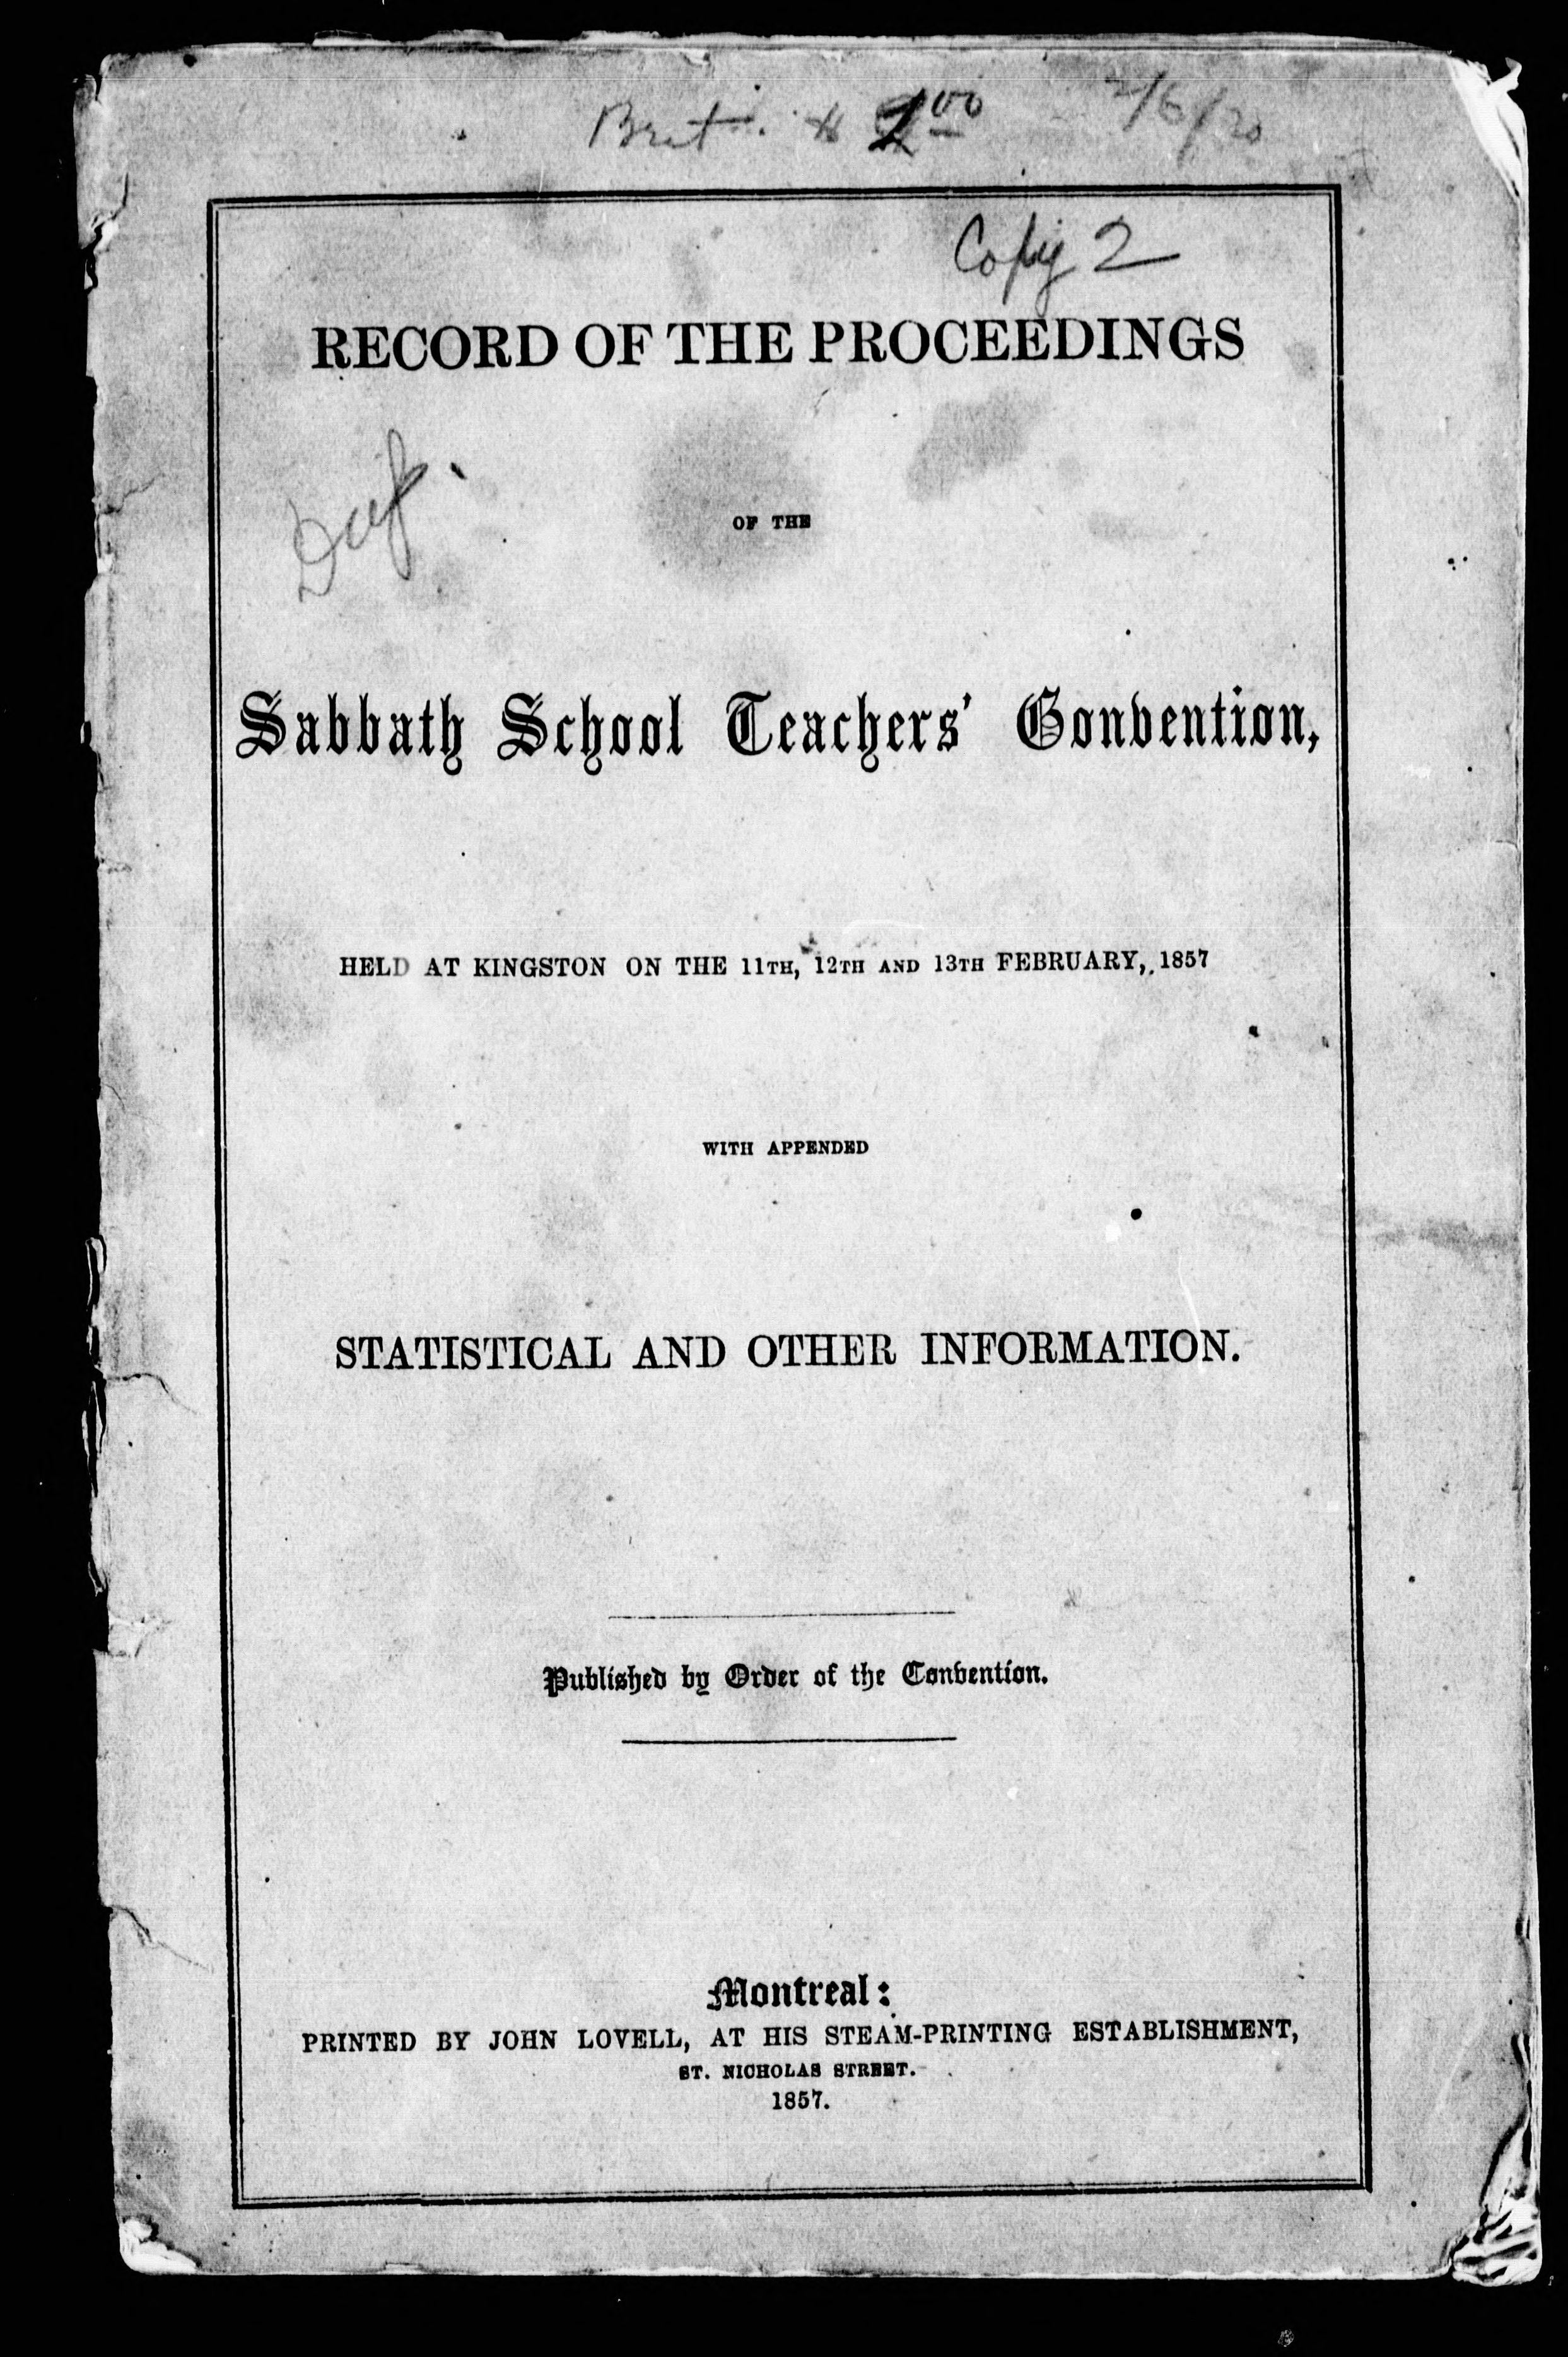 Brit. $ 2.00 2/6/20
Copy 2
RECORD OF THE PROCEEDINGS
Dup.
OF THE
Sabbath School Teachers' Convention,
HELD AT KINGSTON ON THE 11TH, 12TH AND 13TH FEBRUARY, 1857
WITH APPENDED
STATISTICAL AND OTHER INFORMATION.
Published by Order of the Convention.
Montreal:
PRINTED BY JOHN LOVELL, AT HIS STEAM-PRINTING ESTABLISHMENT,
ST. NICHOLAS STREET.
1857.